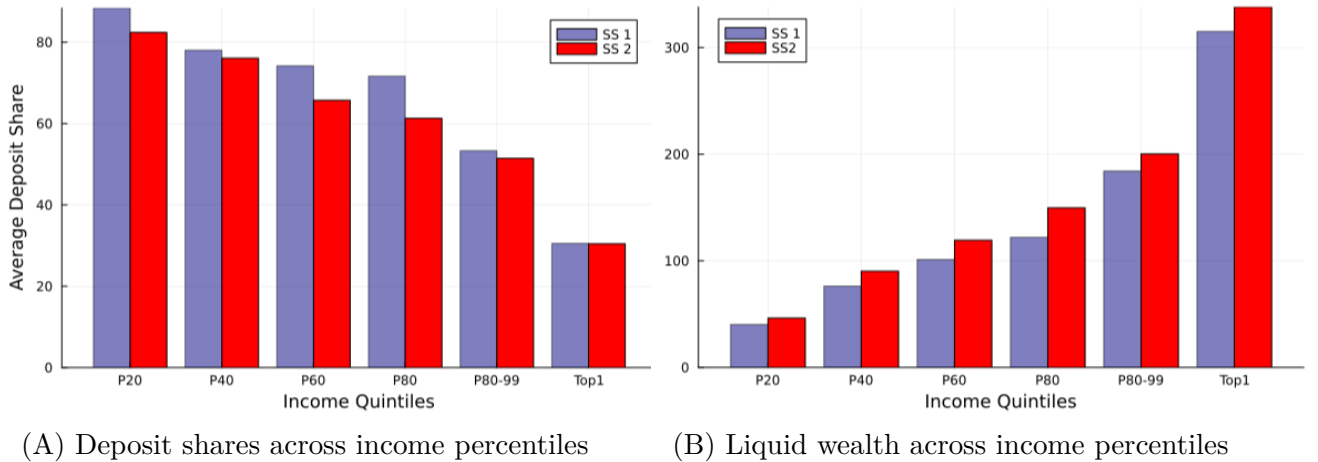 Average Deposit Share
80
60
40
20
0
SS 1
SS 2
P20 P40 P60 P80 P80-99 Top1
Income Quintiles
(A) Deposit shares across income percentiles
300
200
100
0
SS 1
SS2
P20 P40 P60 P80 P80-99 Top1
Income Quintiles
(B) Liquid wealth across income percentiles